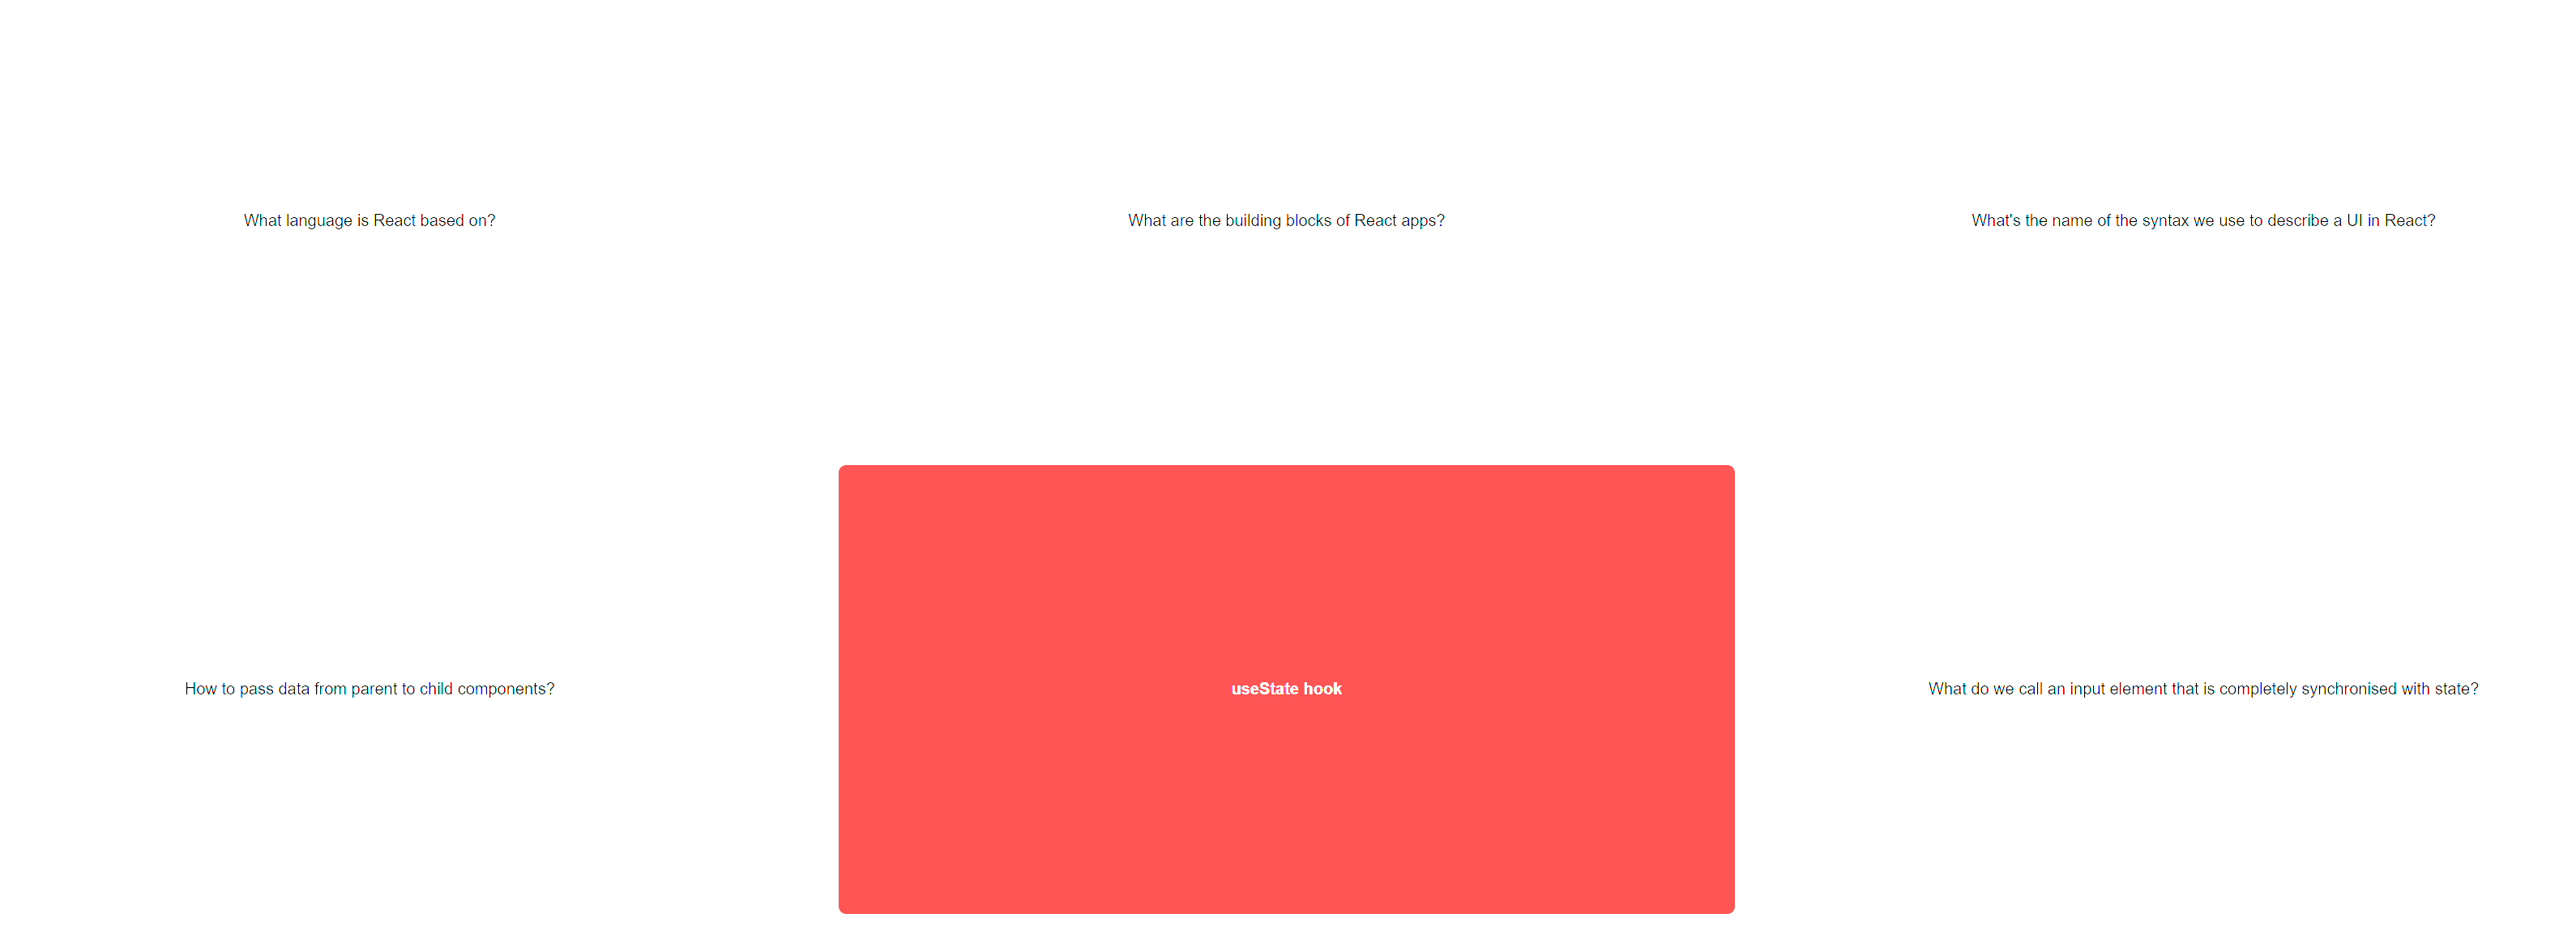 What language is React based on?
What are the building blocks of React apps?
What's the name of the syntax we use to describe a UI in React?
How to pass data from parent to child components?
useState hook
What do we call an input element that is completely synchronised with state?